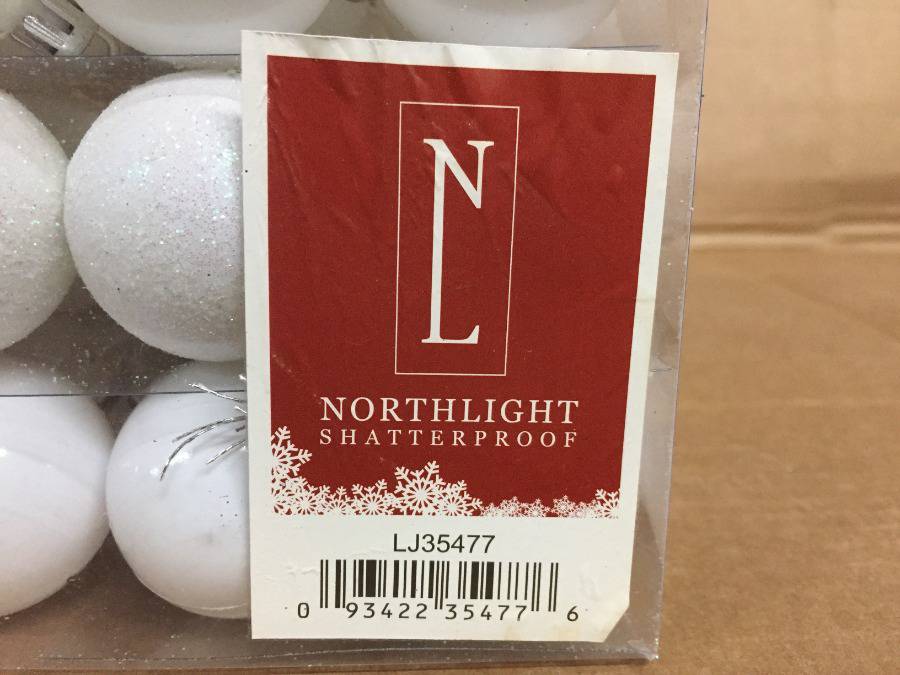 NL
NORTHLIGHT
SHATTERPROOF
LJ35477
0 93422 35477 6